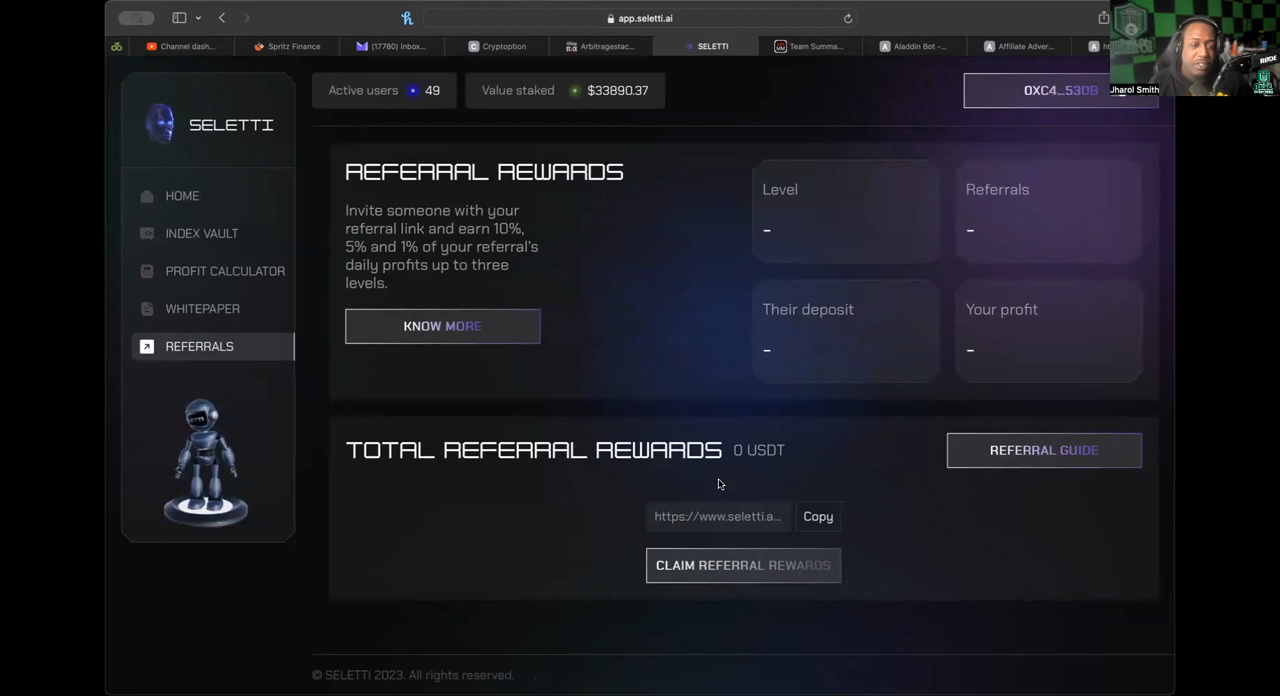 app.seletti.ai
Channel dash...
Spritz Finance
(17780) Inbox...
Cryptoption
Arbitragestac...
SELETTI
Team Summa...
Aladdin Bot -...
Affiliate Adver...
Jharol Smith
RØDE
SELETTI
Active users 49
Value staked $33890.37
0XC4...530B
HOME
INDEX VAULT
PROFIT CALCULATOR
WHITEPAPER
REFERRALS
SELETTI
REFERRAL REWARDS
Invite someone with your
referral link and earn 10%,
5% and 1% of your referral's
daily profits up to three
levels.
KNOW MORE
Level
-
Referrals
-
Their deposit
-
Your profit
-
TOTAL REFERRAL REWARDS 0 USDT
REFERRAL GUIDE
https://www.seletti.a...
Copy
CLAIM REFERRAL REWARDS
© SELETTI 2023. All rights reserved.